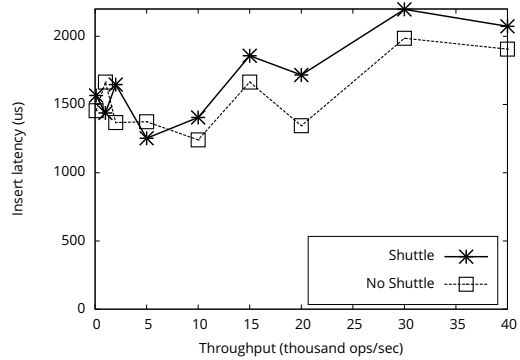 2000
1500
1000
500
0
Insert latency (us)
Shuttle
No Shuttle
0 5 10 15 20 25 30 35 40
Throughput (thousand ops/sec)